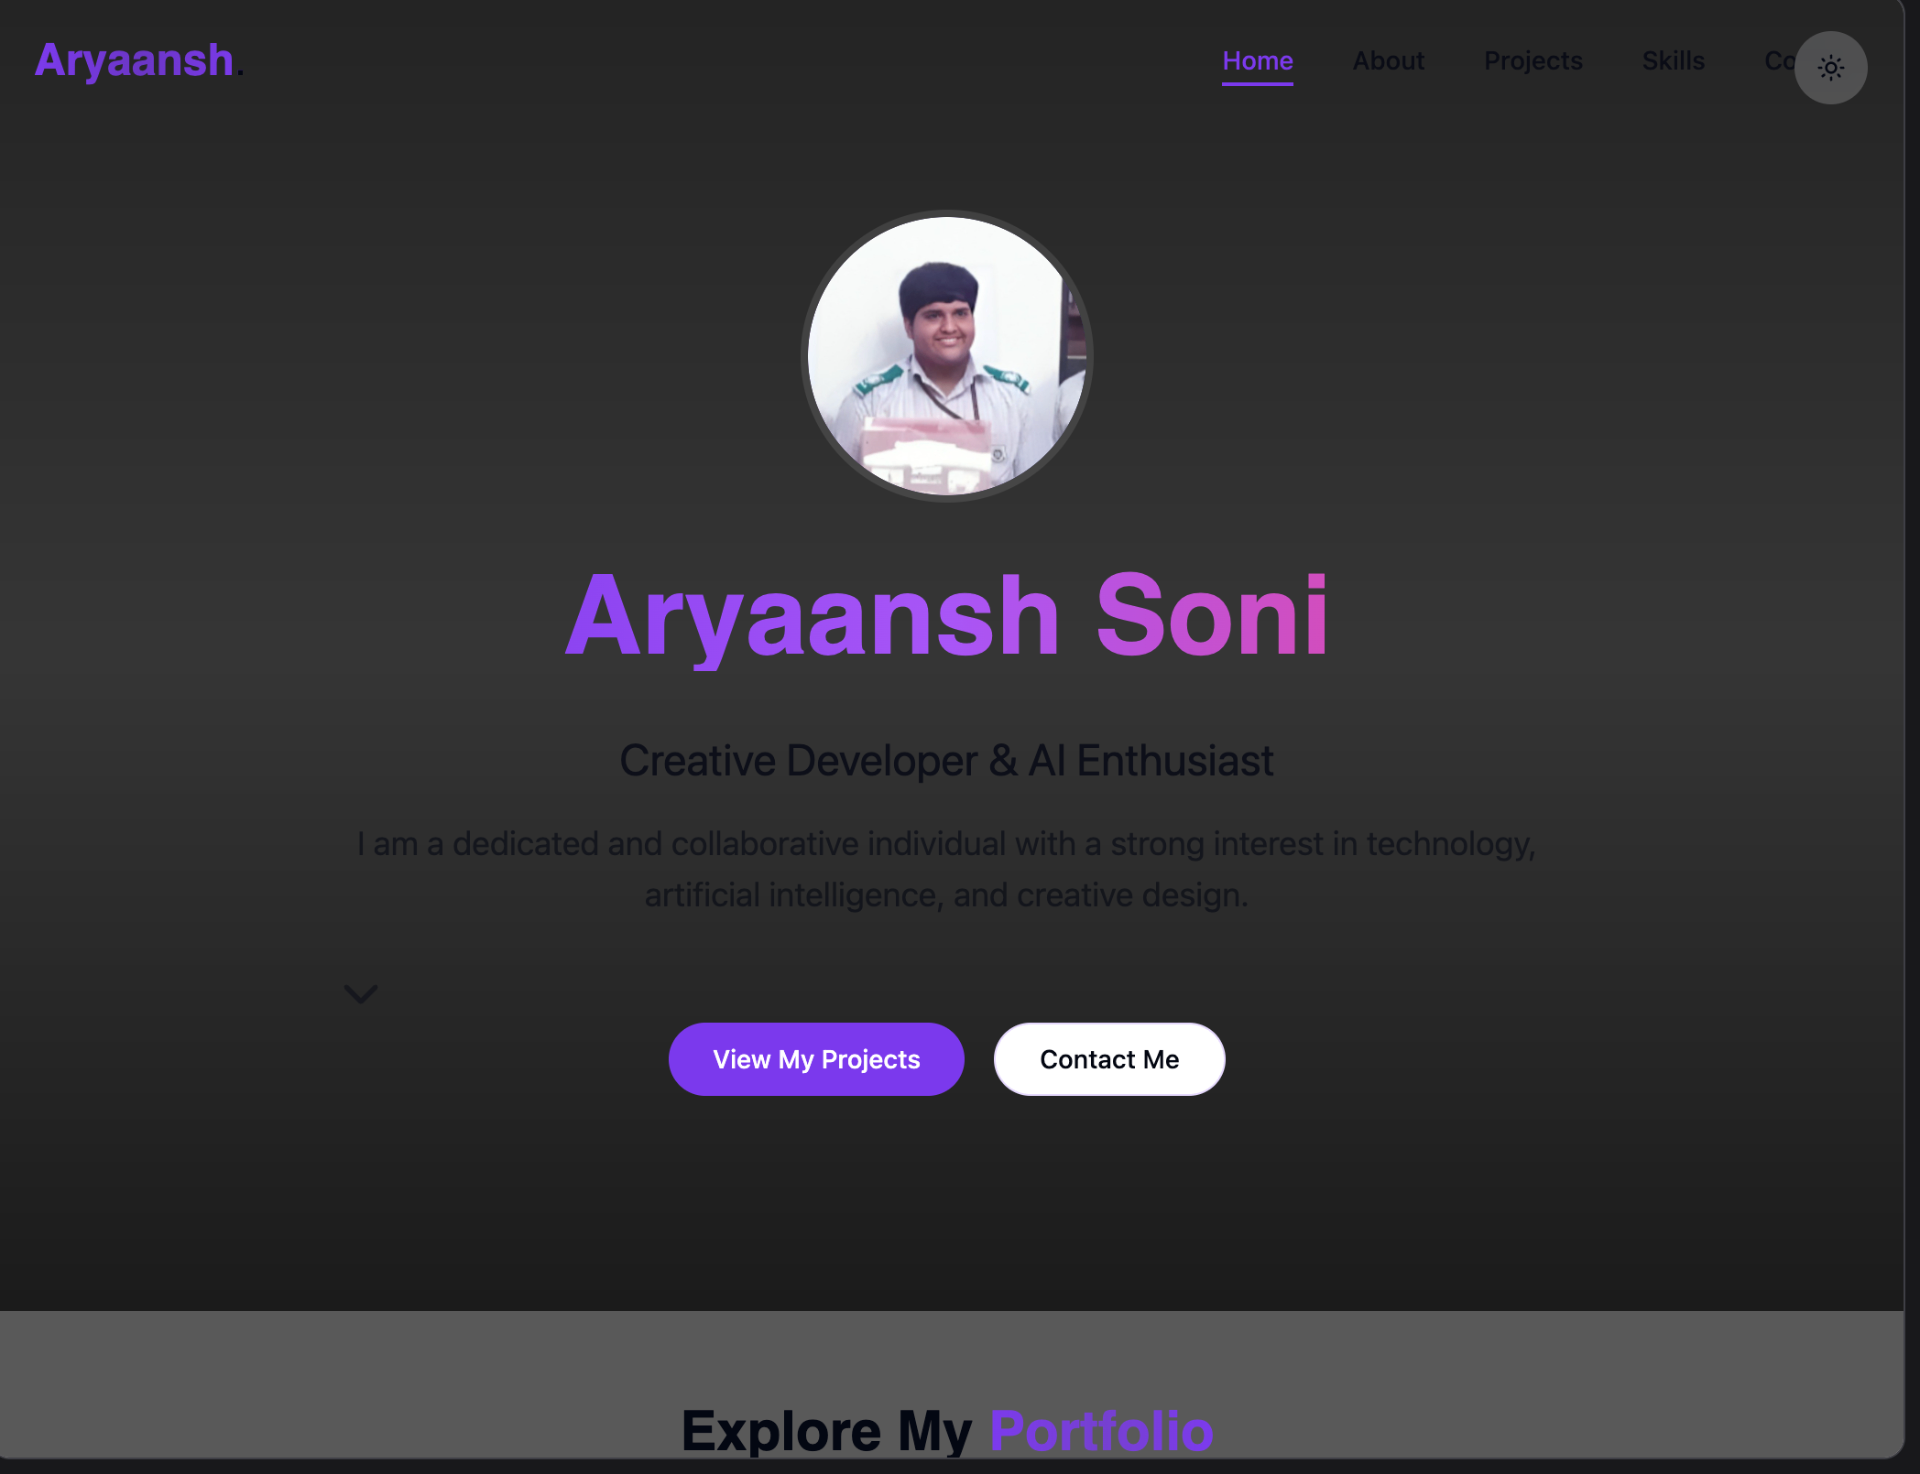 Aryaansh.
Home About Projects Skills Co
Aryaansh Soni
Creative Developer & AI Enthusiast
I am a dedicated and collaborative individual with a strong interest in technology,
artificial intelligence, and creative design.
View My Projects Contact Me
Explore My Portfolio